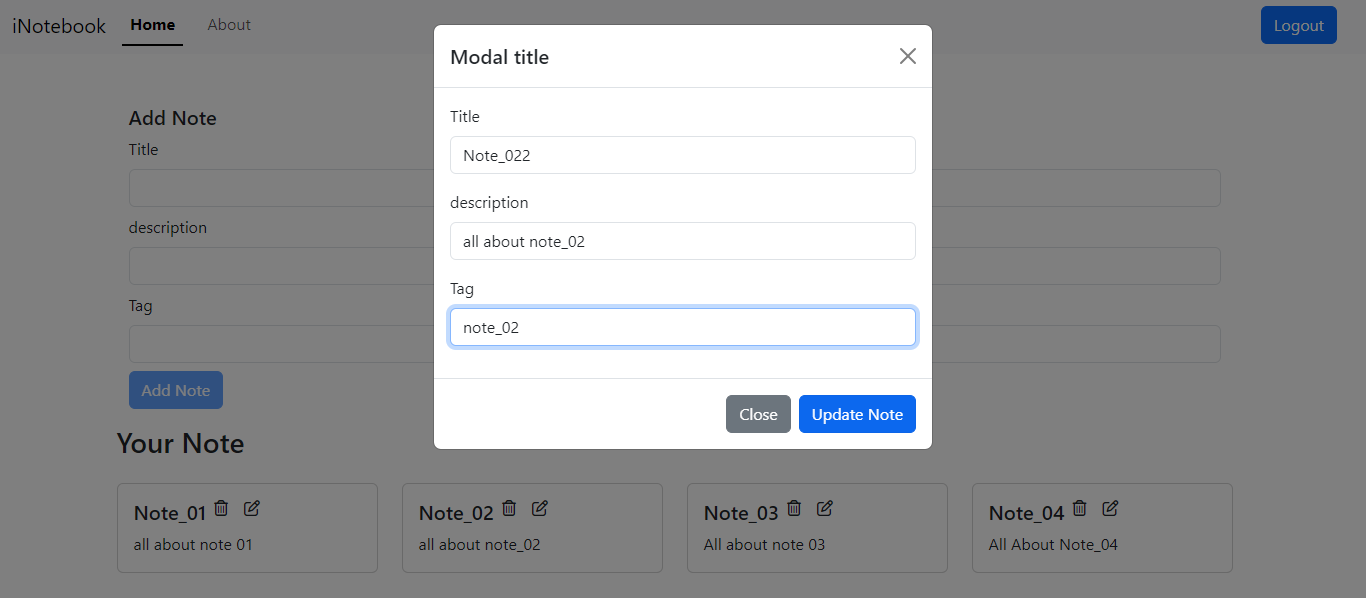 iNotebook Home About Logout
Modal title
Title
Note_022
description
all about note_02
Tag
note_02
Close Update Note
Add Note
Title
description
Tag
Add Note
Your Note
Note_01 Note_02 Note_03 Note_04
all about note 01 all about note_02 All about note 03 All About Note_04